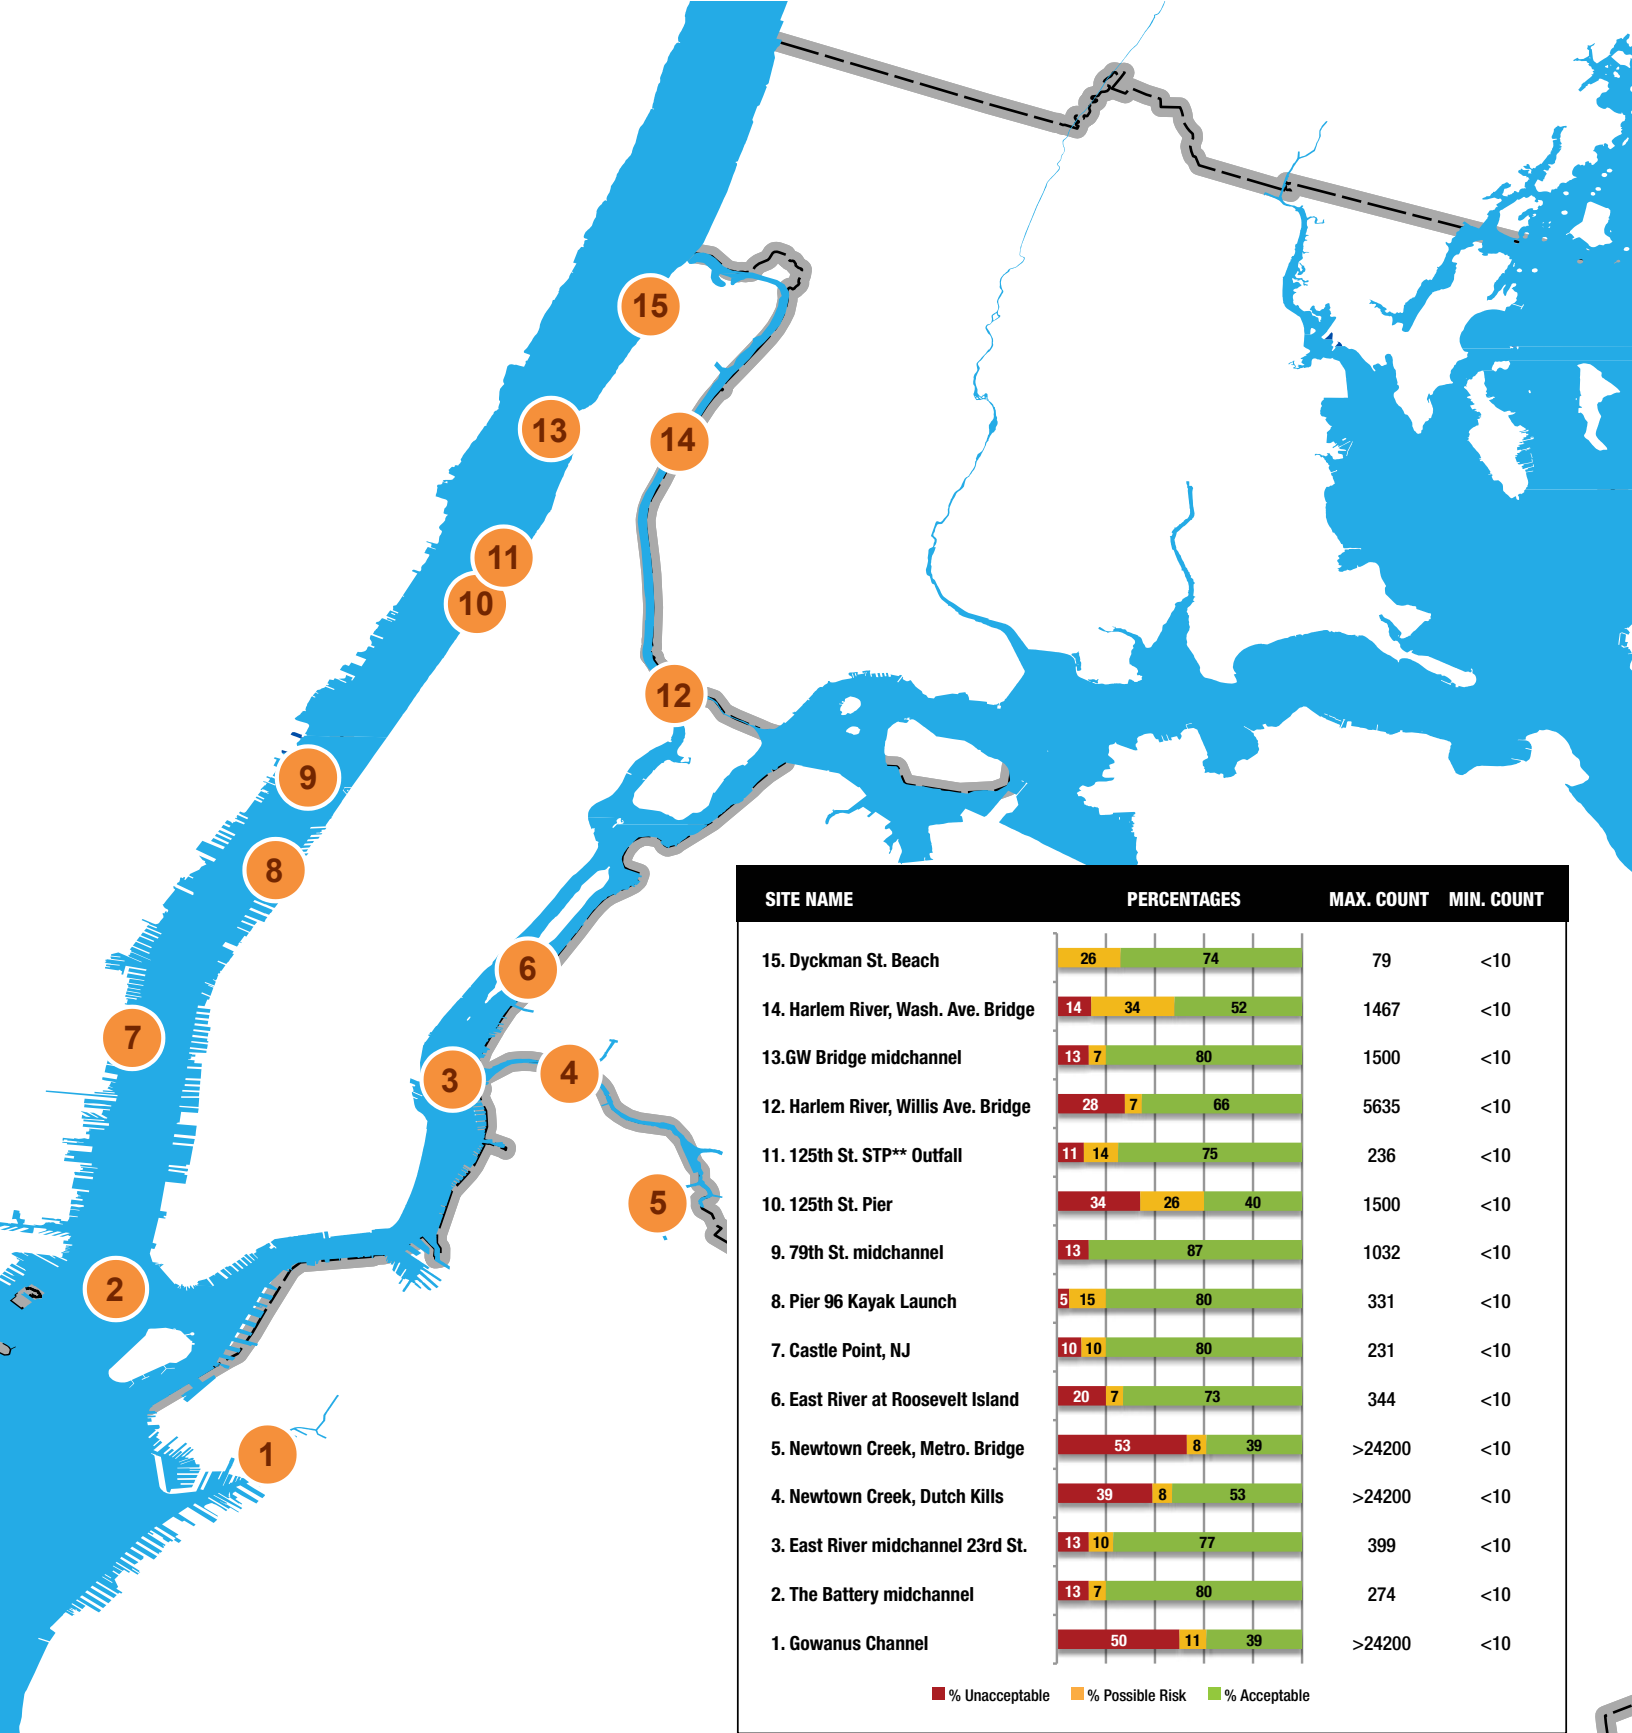 15
13
14
11
10
12
9
8
6
7
3
4
5
2
1
SITE NAME PERCENTAGES MAX. COUNT MIN. COUNT
15. Dyckman St. Beach 26 74 79 <10
14. Harlem River, Wash. Ave. Bridge 14 34 52 1467 <10
13.GW Bridge midchannel 13 7 80 1500 <10
12. Harlem River, Willis Ave. Bridge 28 7 66 5635 <10
11. 125th St. STP** Outfall 11 14 75 236 <10
10. 125th St. Pier 34 26 40 1500 <10
9. 79th St. midchannel 13 87 1032 <10
8. Pier 96 Kayak Launch 5 15 80 331 <10
7. Castle Point, NJ 10 10 80 231 <10
6. East River at Roosevelt Island 20 7 73 344 <10
5. Newtown Creek, Metro. Bridge 53 8 39 >24200 <10
4. Newtown Creek, Dutch Kills 39 8 53 >24200 <10
3. East River midchannel 23rd St. 13 10 77 399 <10
2. The Battery midchannel 13 7 80 274 <10
1. Gowanus Channel 50 11 39 >24200 <10
% Unacceptable % Possible Risk % Acceptable